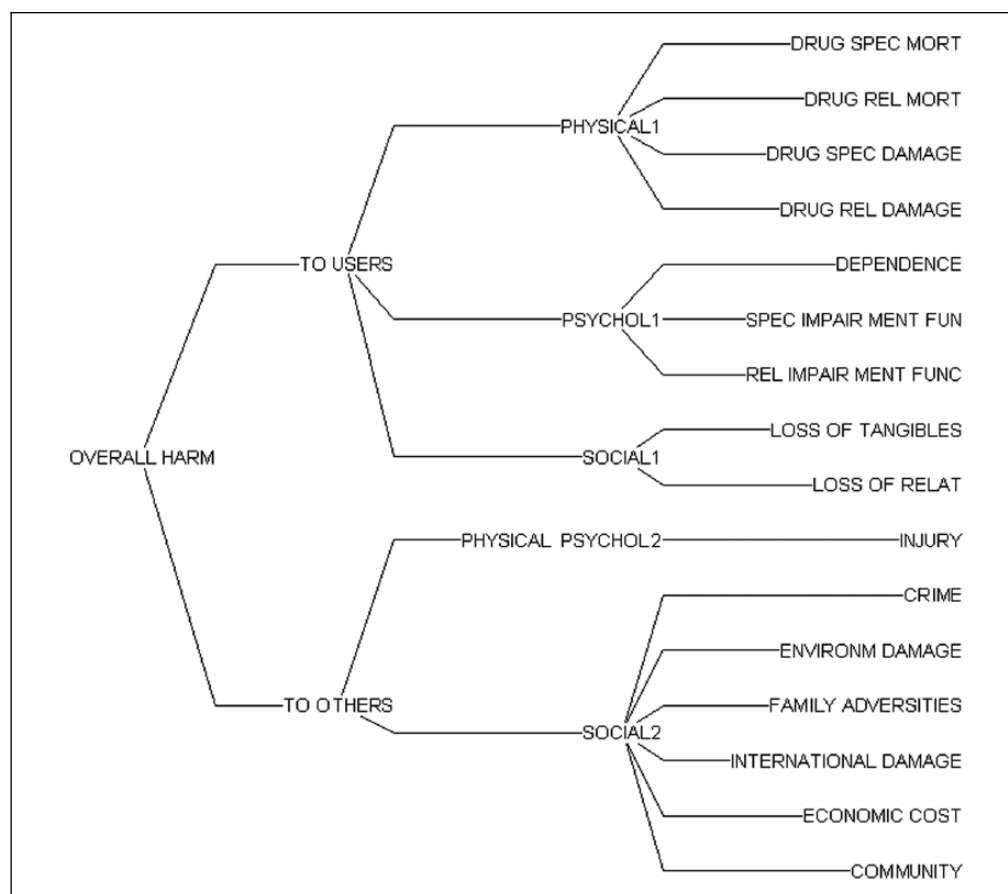 DRUG SPEC MORT
DRUG REL MORT
PHYSICAL1
DRUG SPEC DAMAGE
DRUG REL DAMAGE
TO USERS
DEPENDENCE
PSYCHOL1
SPEC IMPAIR MENT FUN
REL IMPAIR MENT FUNC
LOSS OF TANGIBLES
OVERALL HARM
SOCIAL1
LOSS OF RELAT
PHYSICAL PSYCHOL2
INJURY
CRIME
ENVIRONM DAMAGE
TO OTHERS
FAMILY ADVERSITIES
SOCIAL2
INTERNATIONAL DAMAGE
ECONOMIC COST
COMMUNITY